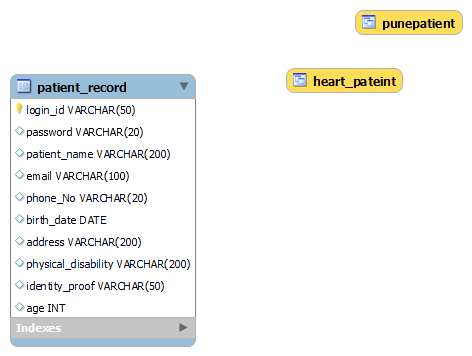 punepatient
heart_pateint
patient_record
login_id VARCHAR(50)
password VARCHAR(20)
patient_name VARCHAR(200)
email VARCHAR(100)
phone_No VARCHAR(20)
birth_date DATE
address VARCHAR(200)
physical_disability VARCHAR(200)
identity_proof VARCHAR(50)
age INT
Indexes